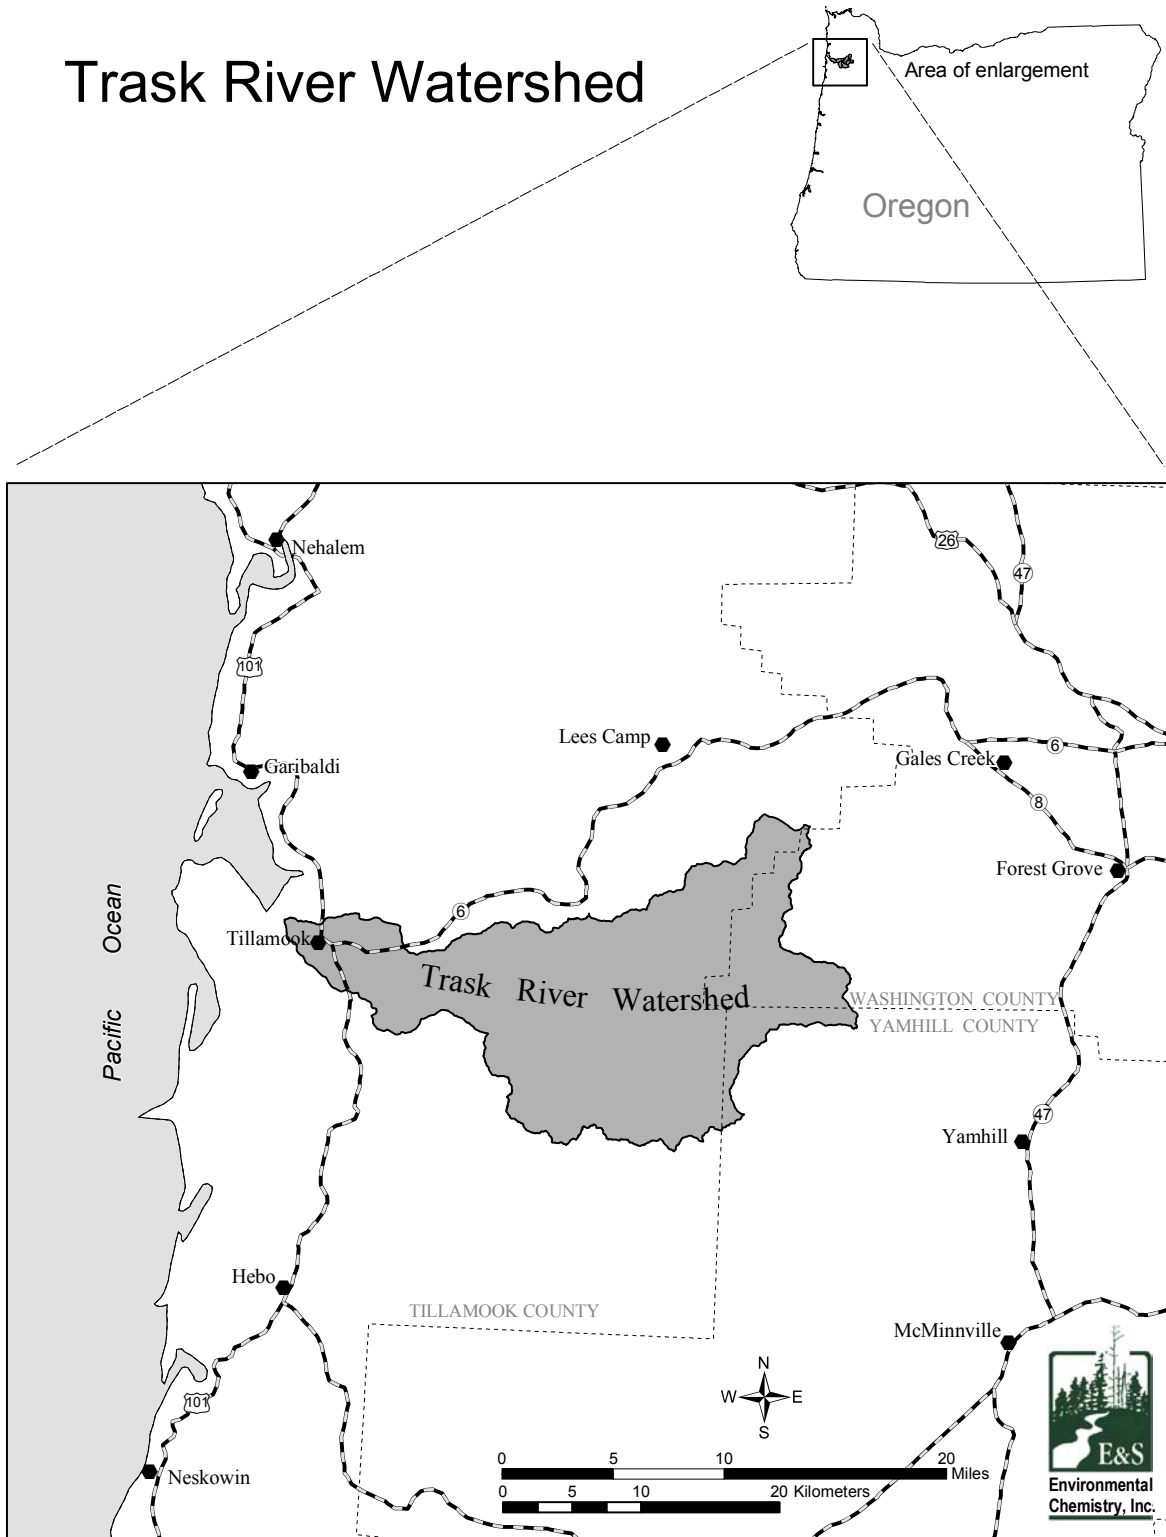 Trask River Watershed
Area of enlargement
Oregon
Nehalem
26
47
101
Lees Camp
Garibaldi
6
Gales Creek
8
Forest Grove
6
Tillamook
Pacific Ocean
Trask River Watershed
WASHINGTON COUNTY
YAMHILL COUNTY
47
Yamhill
Hebo
TILLAMOOK COUNTY
McMinnville
N
W E
S
101
Neskowin
0 5 10 20 Miles
0 5 10 20 Kilometers
E&S
Environmental
Chemistry, Inc.